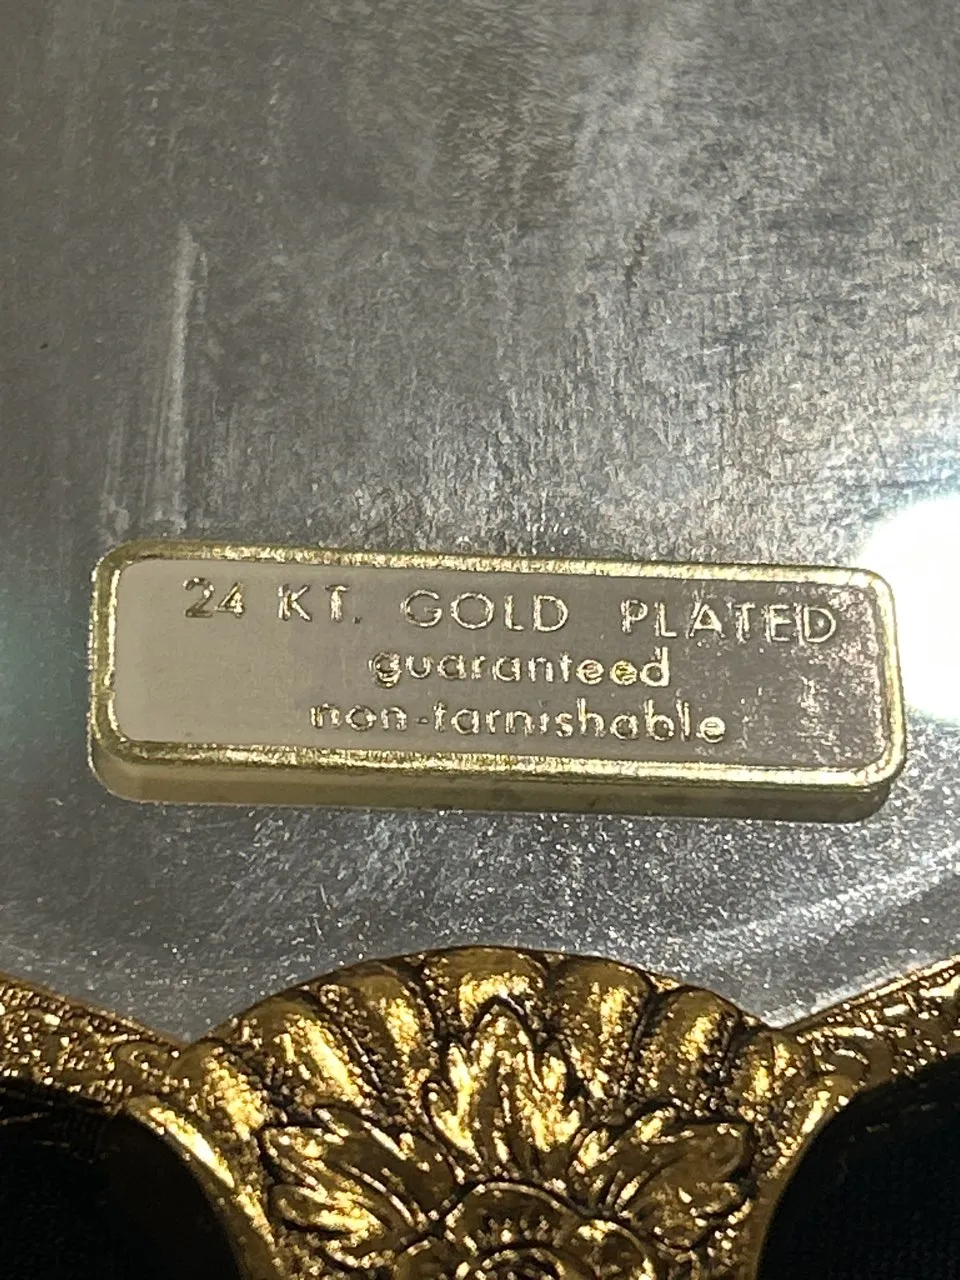 24 KT. GOLD PLATED
guaranteed
non-tarnishable